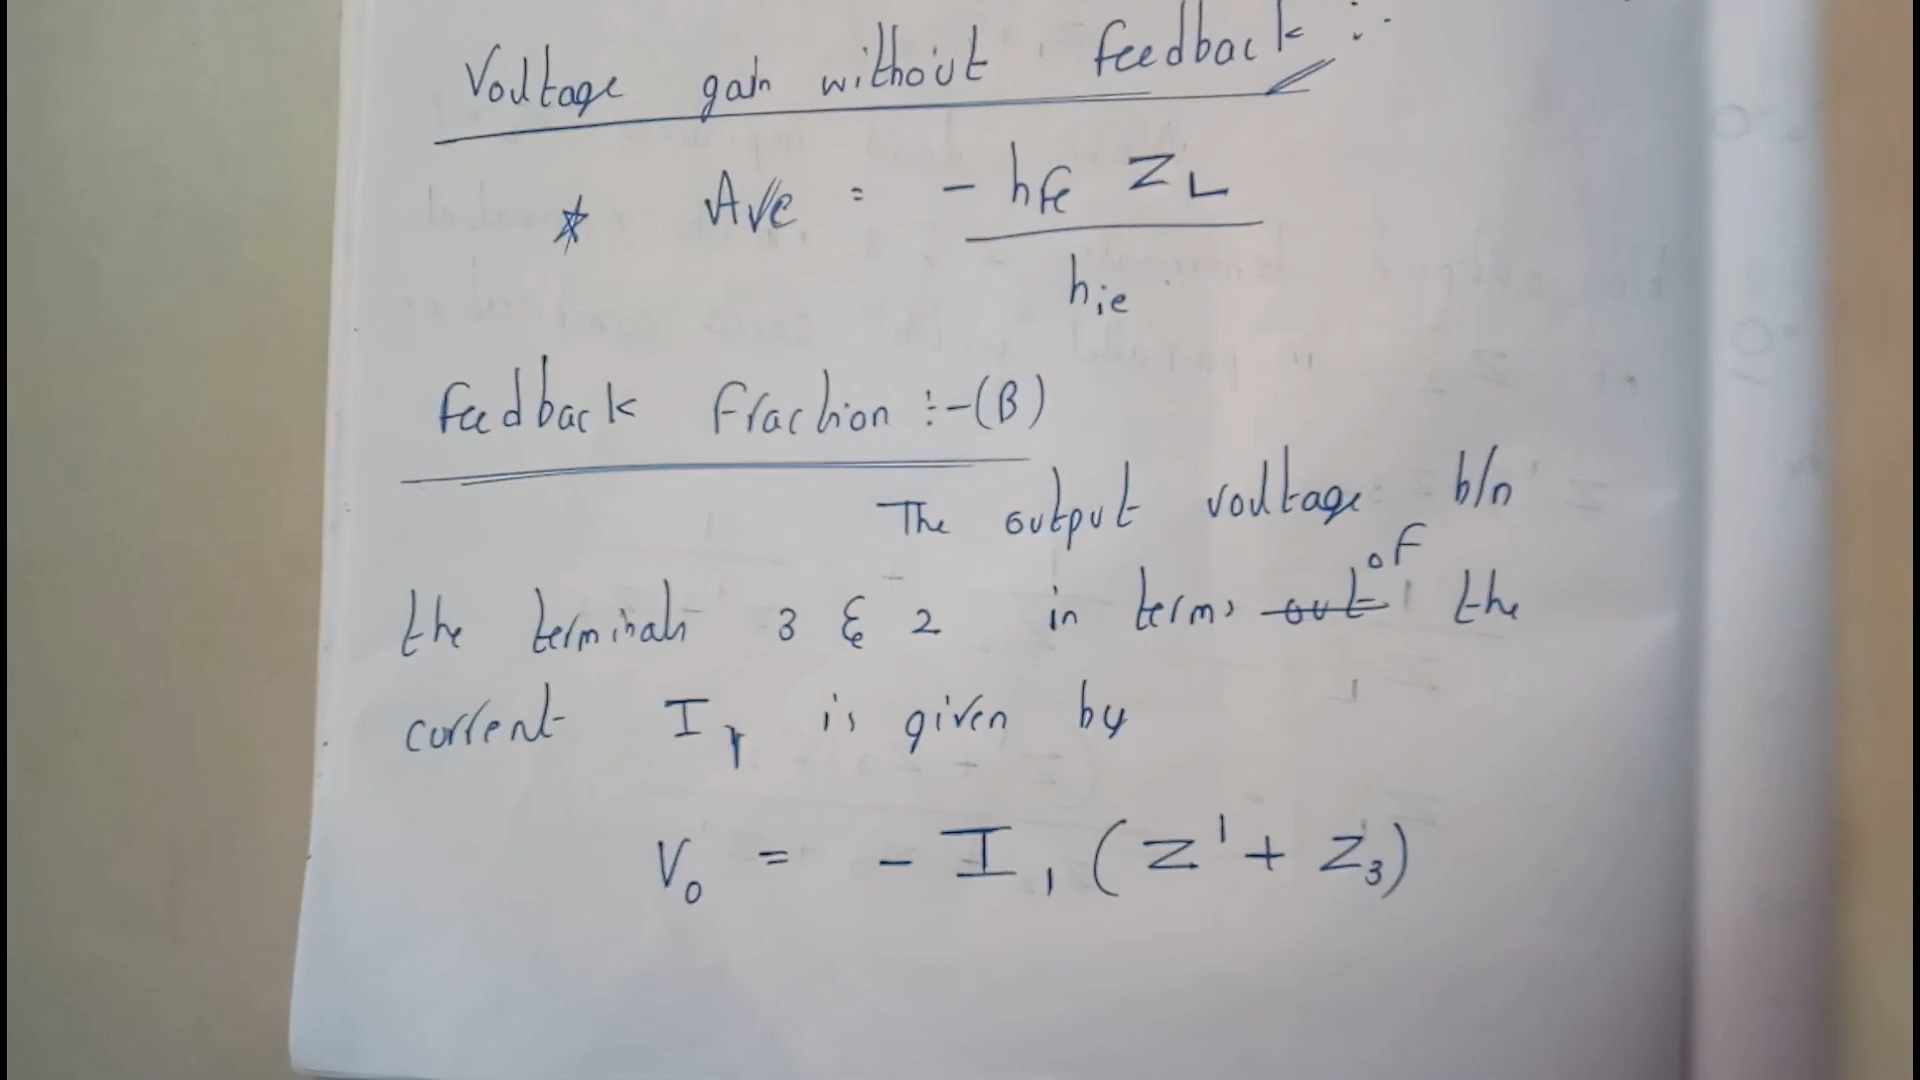 Voltage gain without feedback :-
* Ave = - hfe ZL
hie
Feedback Fraction :-(β)
The output voltage b/n
the terminals 3 & 2 in terms out of the
current I1 is given by
Vo = - I1 (Z' + Z3)